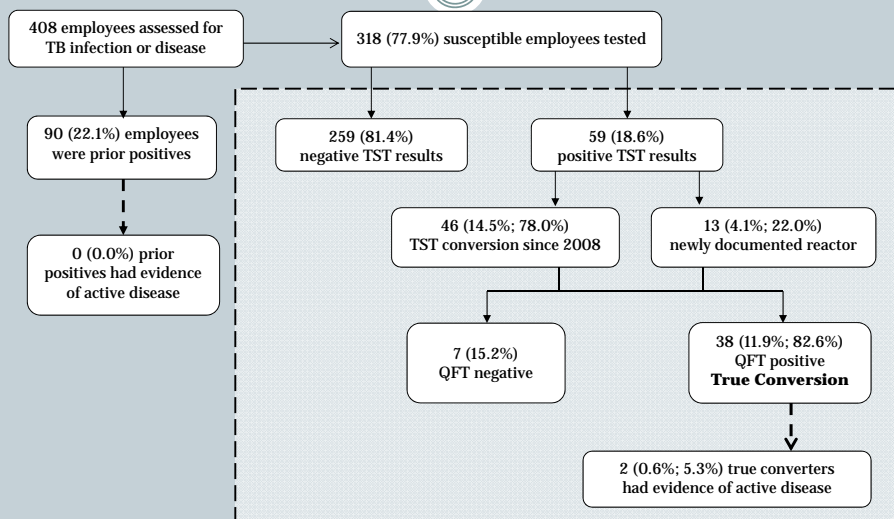 408 employees assessed for
TB infection or disease
318 (77.9%) susceptible employees tested
90 (22.1%) employees
were prior positives
259 (81.4%)
negative TST results
59 (18.6%)
positive TST results
0 (0.0%) prior
positives had evidence
of active disease
46 (14.5%; 78.0%)
TST conversion since 2008
13 (4.1%; 22.0%)
newly documented reactor
7 (15.2%)
QFT negative
38 (11.9%; 82.6%)
QFT positive
True Conversion
2 (0.6%; 5.3%) true converters
had evidence of active disease